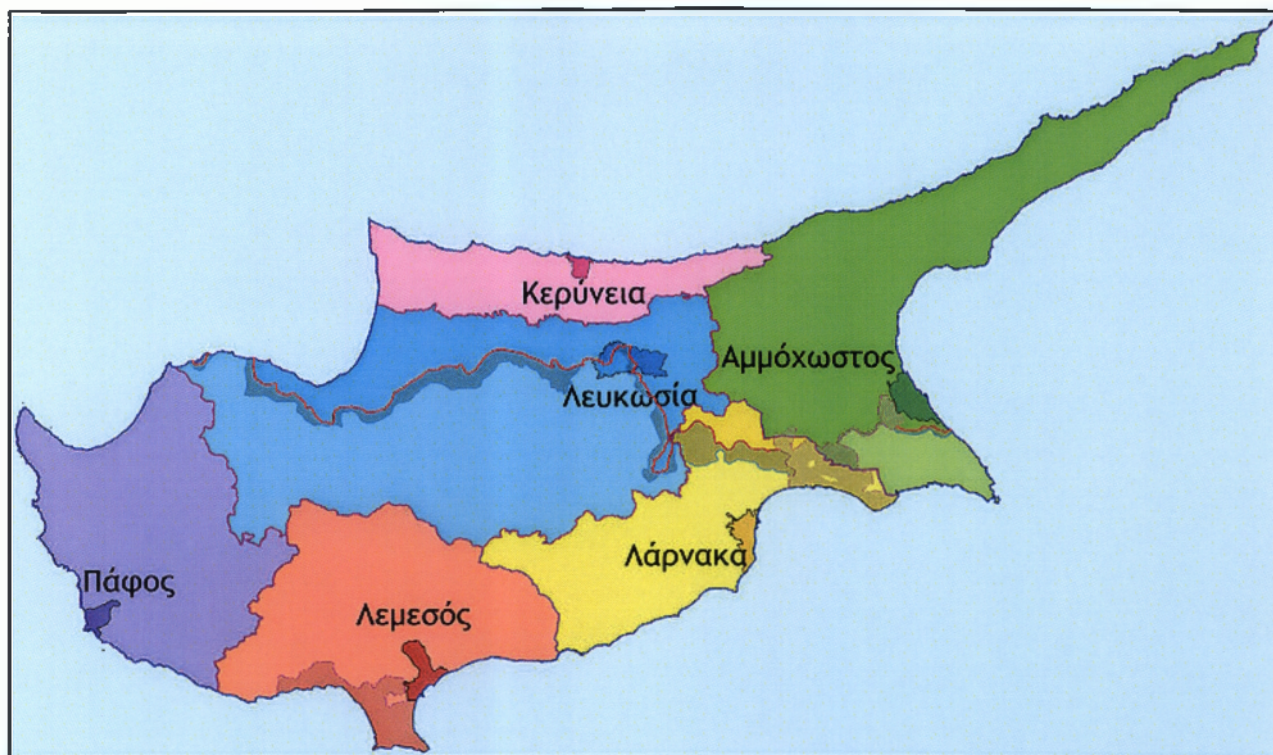 Κερύνεια
Αμμόχωστος
Λευκωσία
Λάρνακα
Πάφος
Λεμεσός